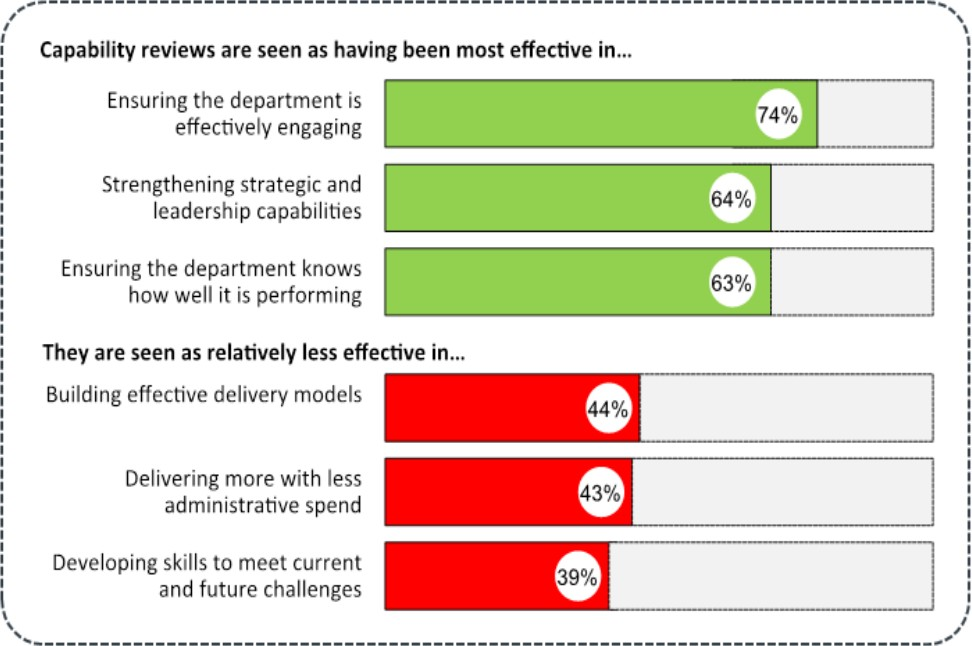 Capability reviews are seen as having been most effective in...
Ensuring the department is
effectively engaging
74%
Strengthening strategic and
leadership capabilities
64%
Ensuring the department knows
how well it is performing
63%
They are seen as relatively less effective in...
Building effective delivery models
44%
Delivering more with less
administrative spend
43%
Developing skills to meet current
and future challenges
39%